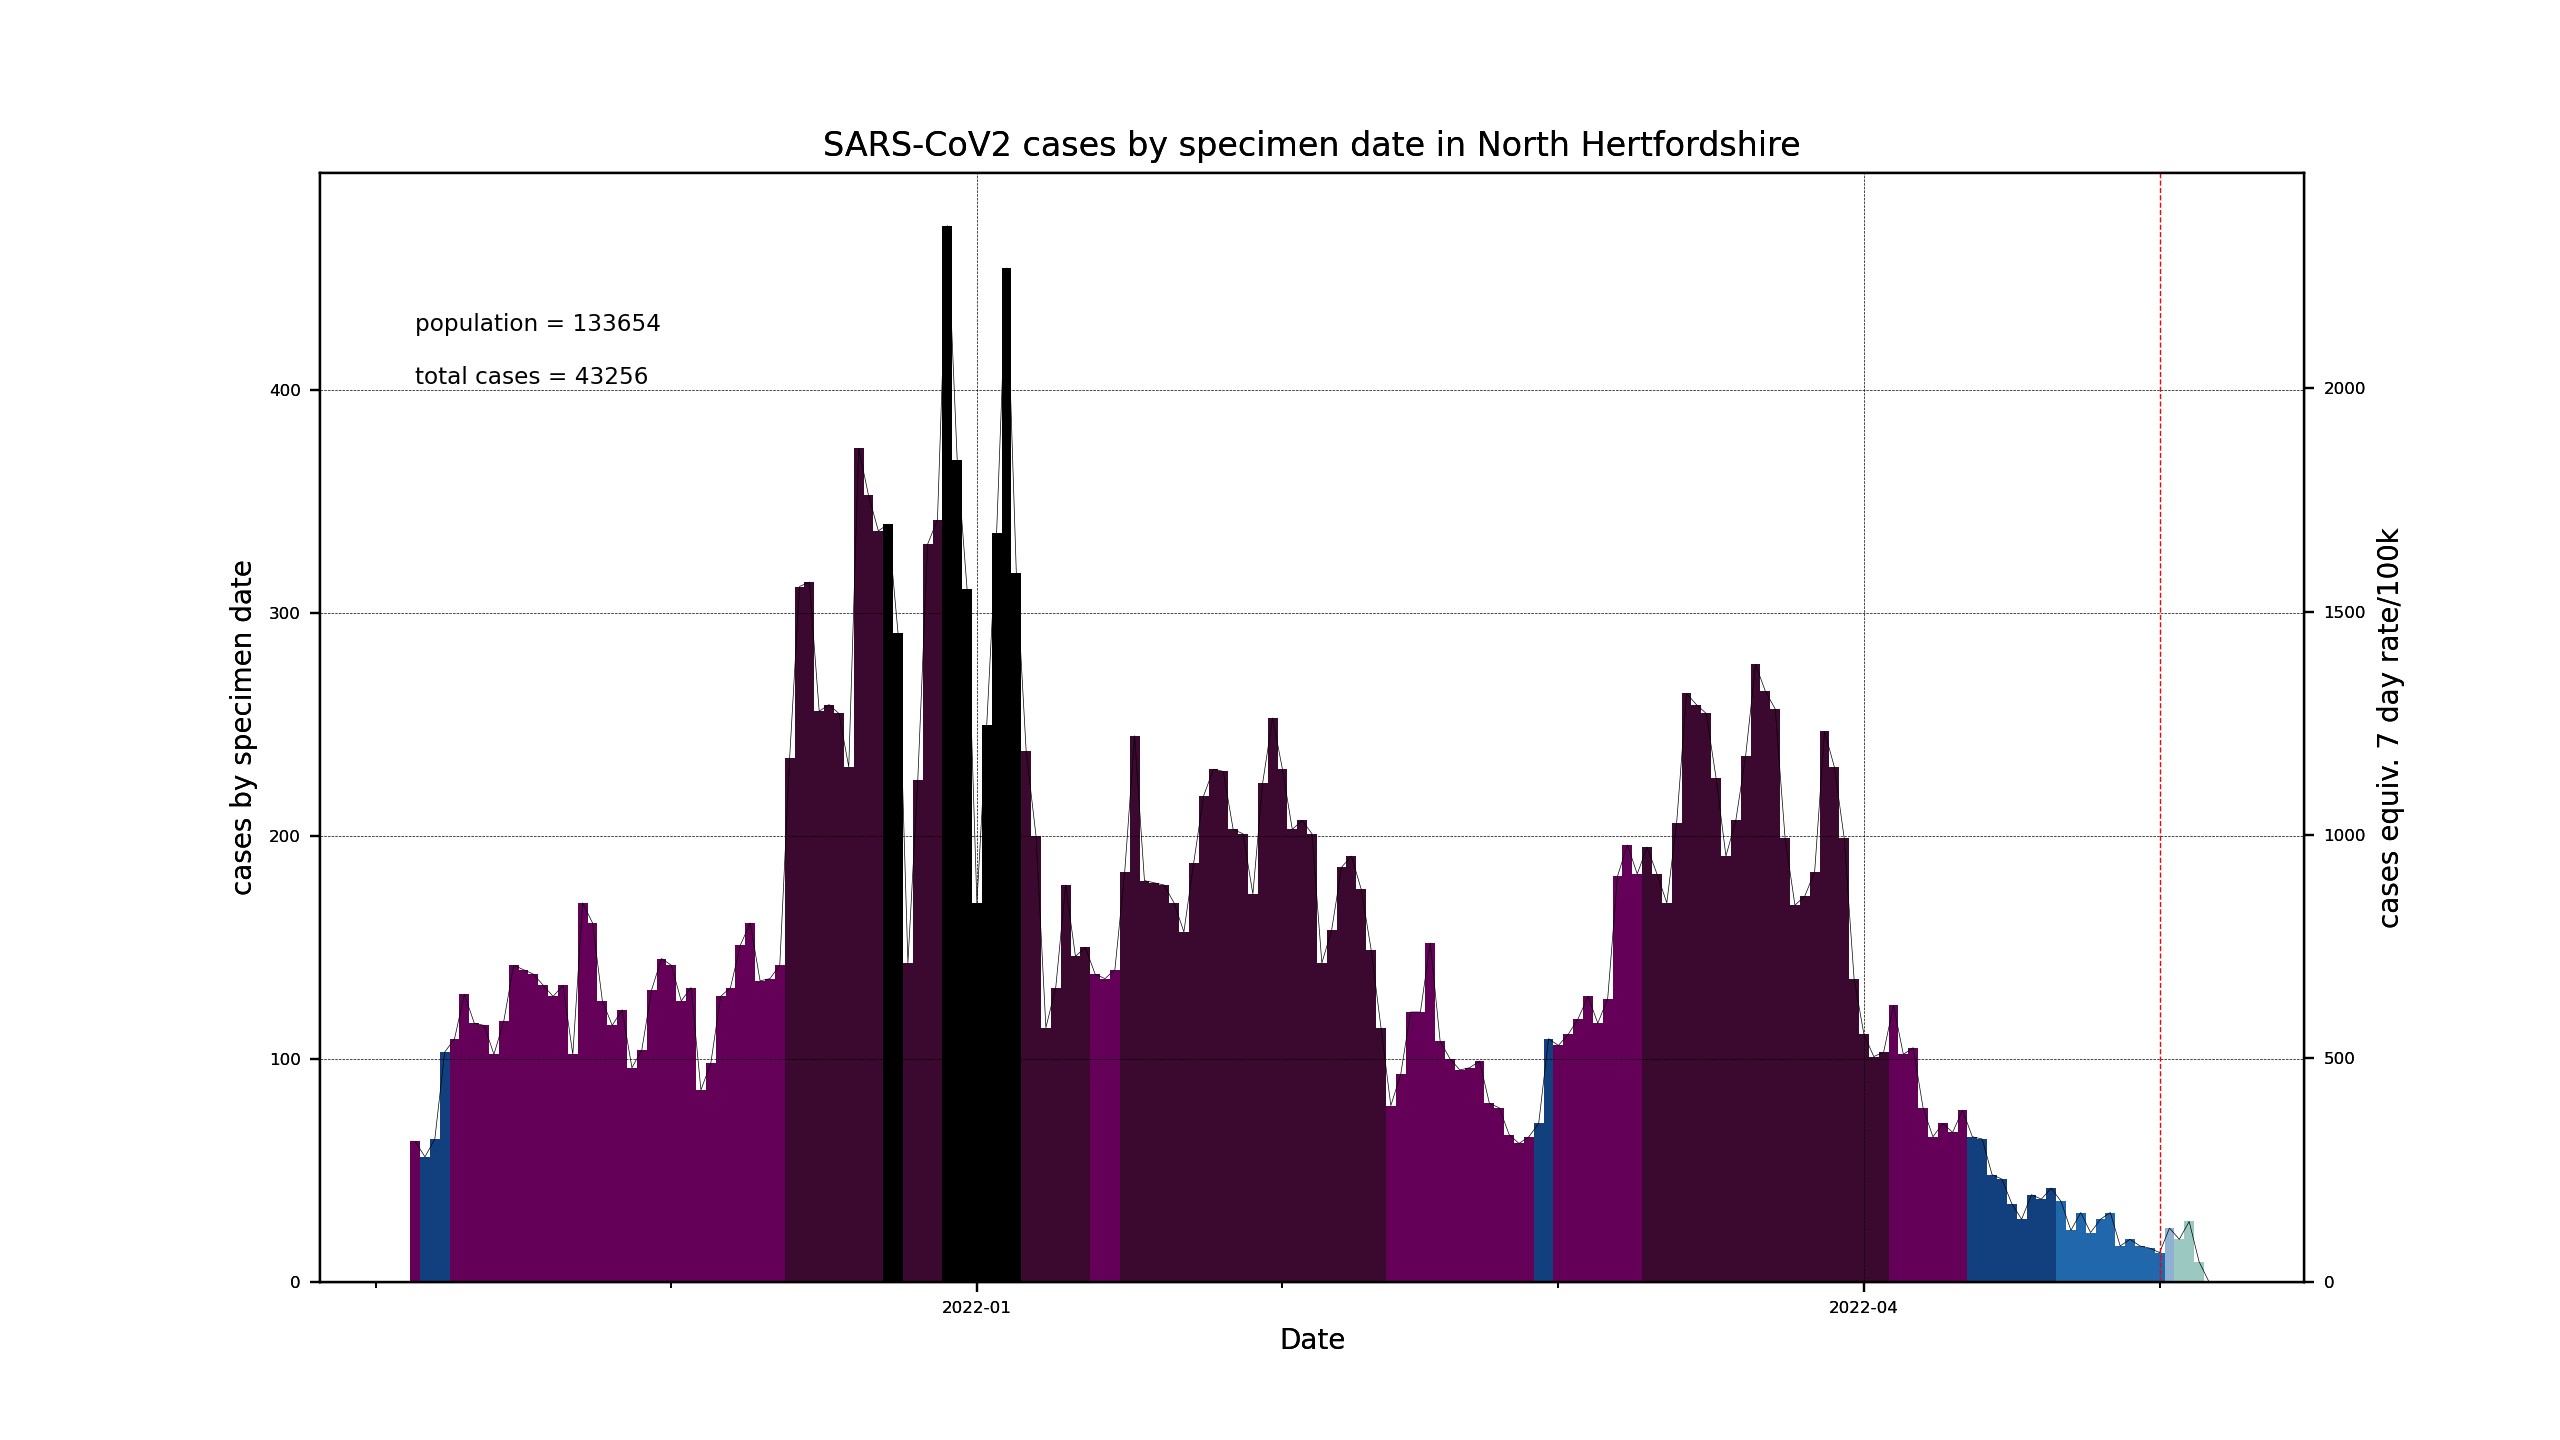 SARS-CoV2 cases by specimen date in North Hertfordshire
population = 133654
total cases = 43256
cases by specimen date
400
300
200
100
0
2000
1500
1000
500
0
cases equiv. 7 day rate/100k
2022-01
2022-04
Date